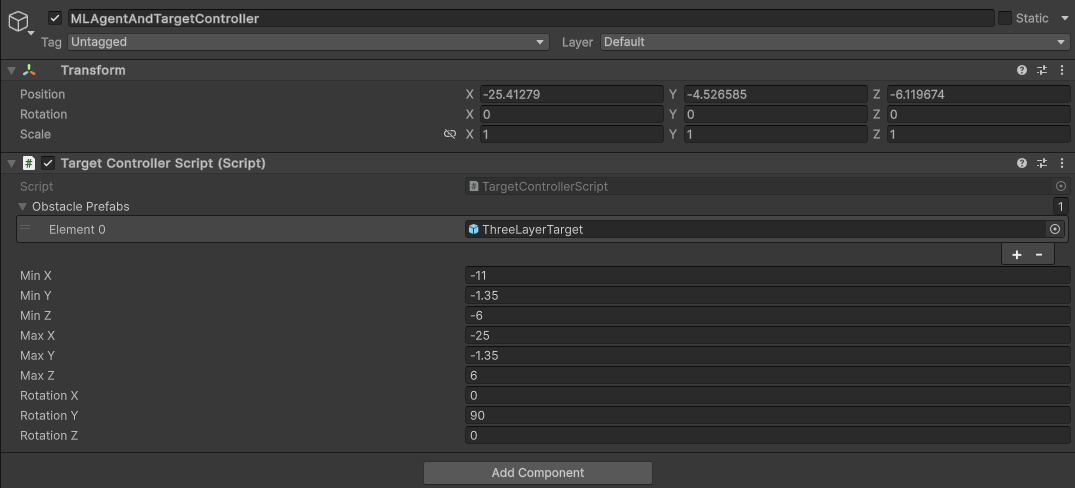 MLAgentAndTargetController Static
Tag Untagged Layer Default
Transform
Position X -25.41279 Y -4.526585 Z -6.119674
Rotation X 0 Y 0 Z 0
Scale X 1 Y 1 Z 1
# Target Controller Script (Script)
Script # TargetControllerScript
Obstacle Prefabs 1
Element 0 ThreeLayerTarget
+ -
Min X -11
Min Y -1.35
Min Z -6
Max X -25
Max Y -1.35
Max Z 6
Rotation X 0
Rotation Y 90
Rotation Z 0
Add Component